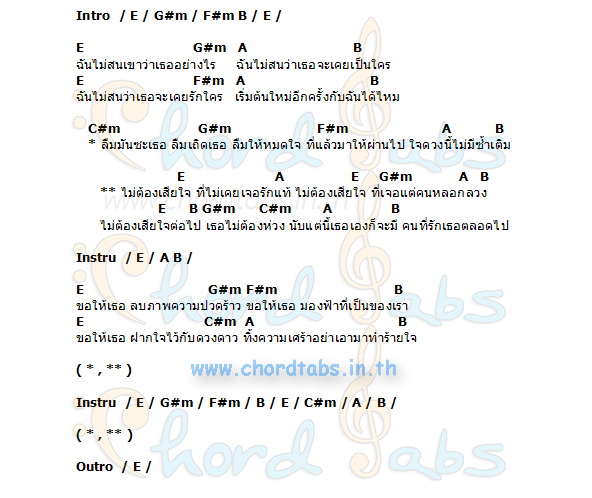 Intro / E / G#m / F#m B / E /
E G#m A B
ฉันไม่สนเขาว่าเธออย่างไร ฉันไม่สนว่าเธอจะเคยเป็นใคร
E F#m A B
ฉันไม่สนว่าเธอจะเคยรักใคร เริ่มต้นใหม่อีกครั้งกับฉันได้ไหม
C#m G#m F#m A B
* ลืมมันซะเธอ ลืมเถิดเธอ ลืมให้หมดใจ ที่แล้วมาให้ผ่านไป ใจดวงนี้ไม่มีซ้ำเติม
E A E G#m A B
** ไม่ต้องเสียใจ ที่ไม่เคยเจอรักแท้ ไม่ต้องเสียใจ ที่เจอแต่คนหลอกลวง
E B G#m C#m A B
ไม่ต้องเสียใจต่อไป เธอไม่ต้องห่วง นับแต่นี้เธอเองก็จะมี คนที่รักเธอตลอดไป
Instru / E / A B /
E G#m F#m B
ขอให้เธอ ลบภาพความปวดร้าว ขอให้เธอ มองฟ้าที่เป็นของเรา
E C#m A B
ขอให้เธอ ฝากใจไว้กับดวงดาว ทิ้งความเศร้าอย่าเอามาทำร้ายใจ
( * , ** ) www.chordtabs.in.th
Instru / E / G#m / F#m / B / E / C#m / A / B /
( * , ** )
Outro / E /